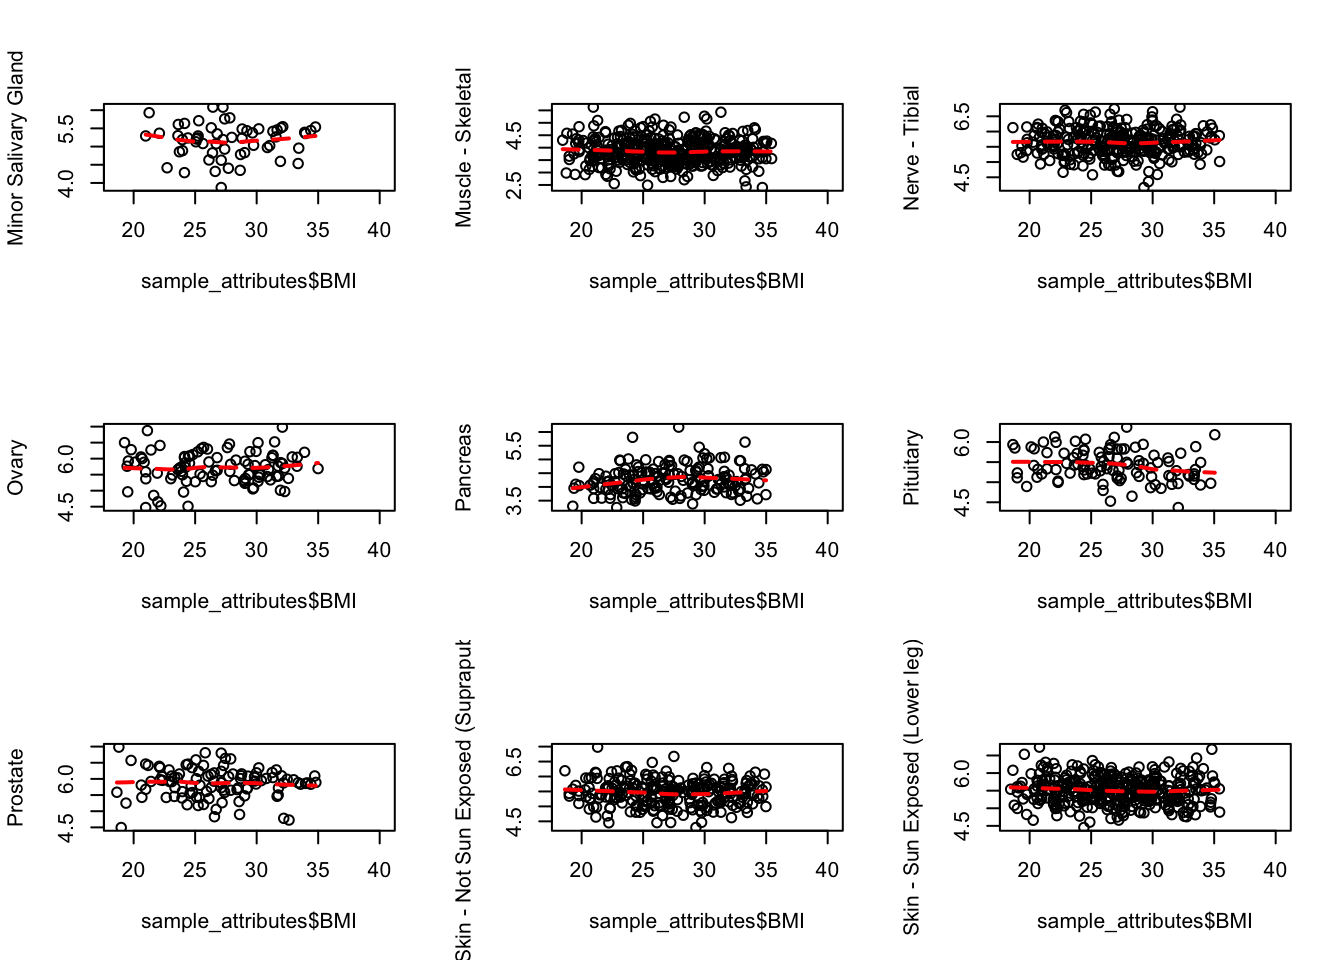 Minor Salivary Gland
5.5
4.0
20 25 30 35 40
sample_attributes$BMI
Muscle - Skeletal
4.5
2.5
20 25 30 35 40
sample_attributes$BMI
Nerve - Tibial
6.5
4.5
20 25 30 35 40
sample_attributes$BMI
Ovary
6.0
4.5
20 25 30 35 40
sample_attributes$BMI
Pancreas
5.5
3.5
20 25 30 35 40
sample_attributes$BMI
Pituitary
6.0
4.5
20 25 30 35 40
sample_attributes$BMI
Prostate
6.0
4.5
20 25 30 35 40
sample_attributes$BMI
Skin - Not Sun Exposed (Suprapub
6.5
4.5
20 25 30 35 40
sample_attributes$BMI
Skin - Sun Exposed (Lower leg)
6.0
4.5
20 25 30 35 40
sample_attributes$BMI